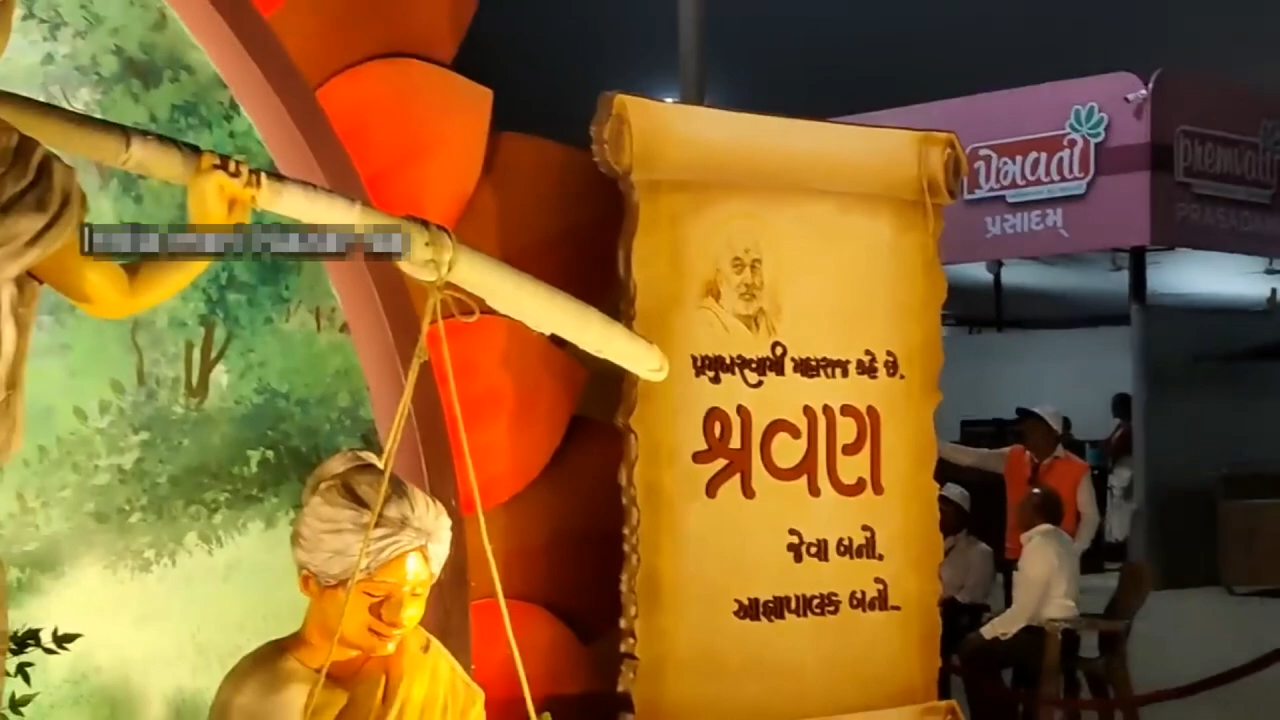 પ્રમુખસ્વામી મહારાજ કહે છે.
શ્રવણ
જેવા બનો.
આજ્ઞાપાલક બનો...
પ્રેમવતી
પ્રસાદમ્
premvati
PRASADAM